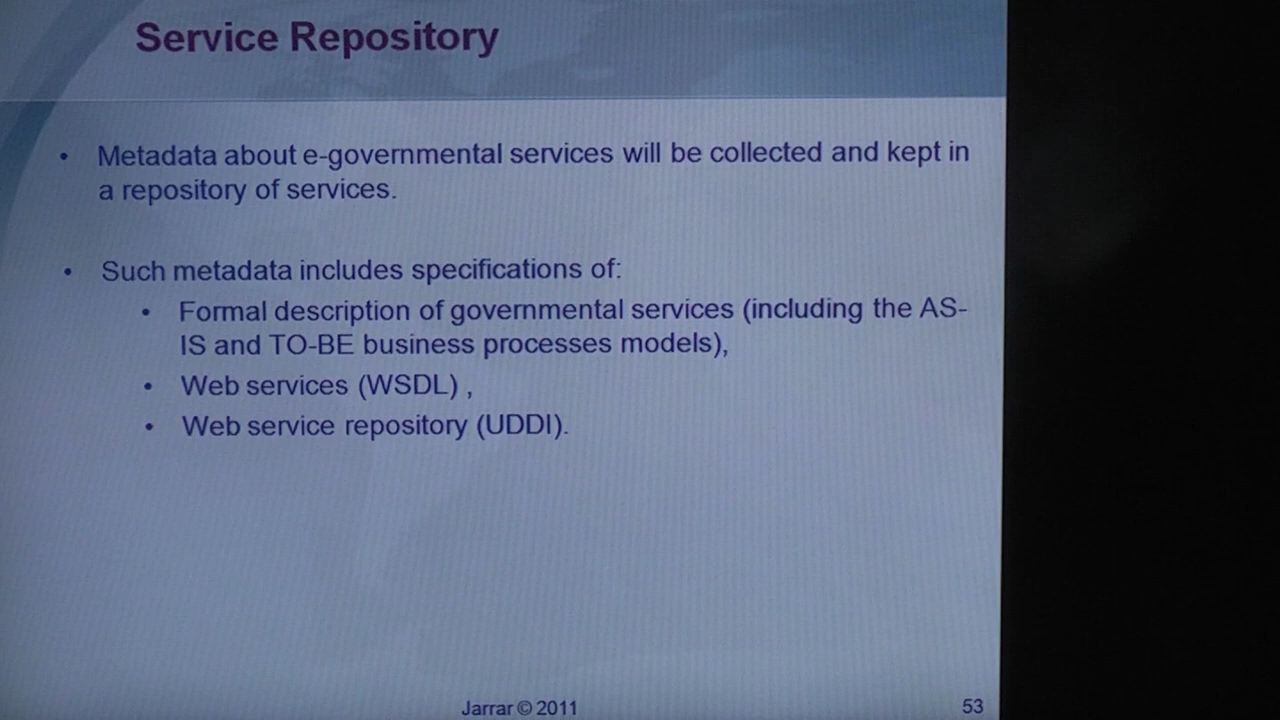 Service Repository
• Metadata about e-governmental services will be collected and kept in
a repository of services.
• Such metadata includes specifications of:
• Formal description of governmental services (including the AS-
IS and TO-BE business processes models),
• Web services (WSDL) ,
• Web service repository (UDDI).
Jarrar © 2011
53